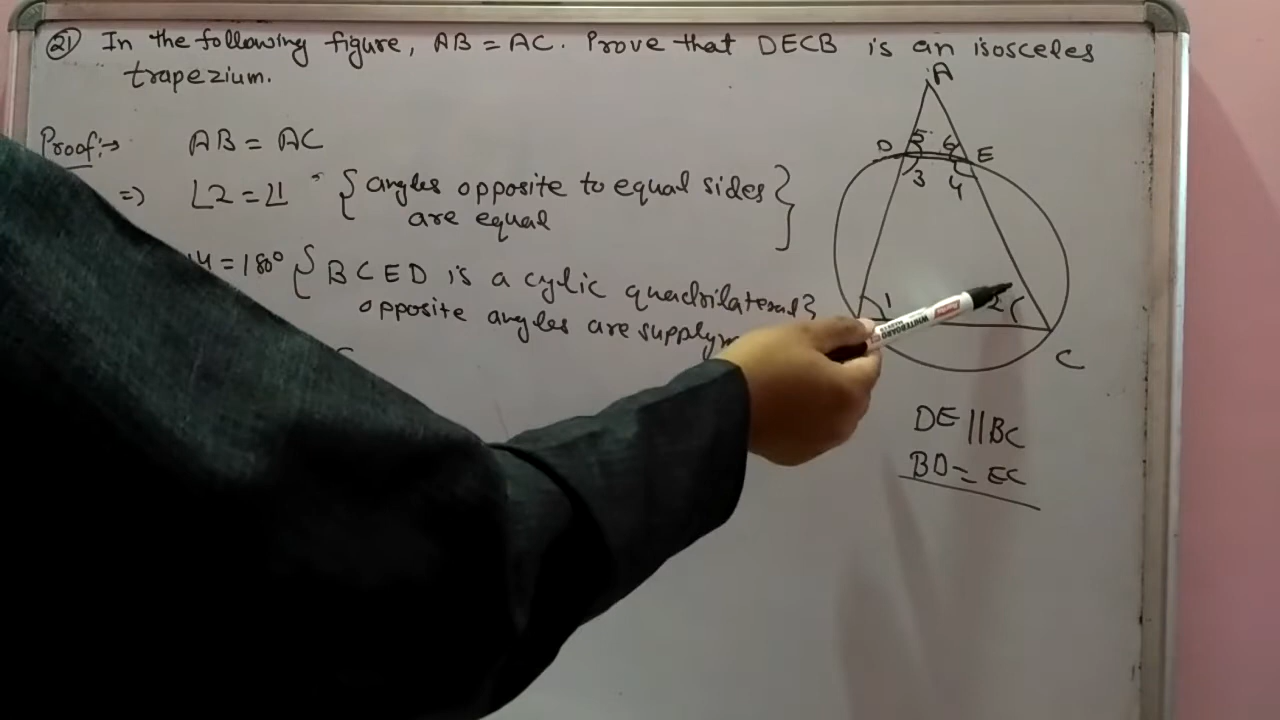 21 In the following figure, AB = AC. Prove that DECB is an isosceles
trapezium.
Proof:→ AB = AC
=) ∠2 = ∠1 { angles opposite to equal sides
are equal }
4 = 180° { BCED is a cyclic quadrilateral }
opposite angles are
A
D 5 6 E
3 4
1 2
C
DE || BC
BD = EC
WHITEBOARD